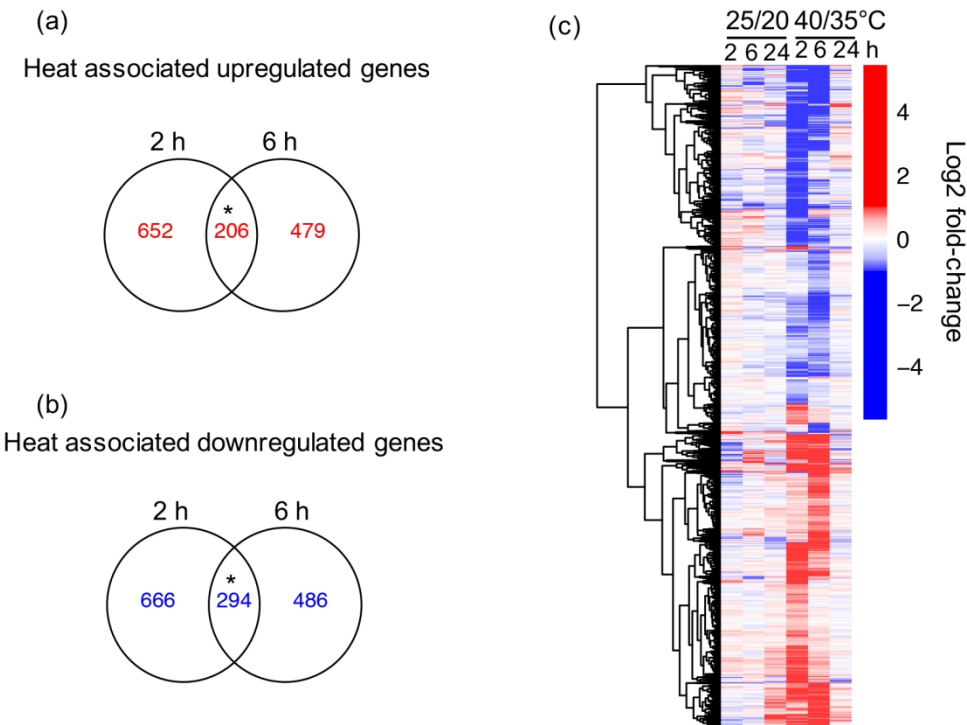 (a)
Heat associated upregulated genes
2 h 6 h
*
652 206 479
(b)
Heat associated downregulated genes
2 h 6 h
*
666 294 486
(c)
25/20 40/35°C
2 6 24 2 6 24 h
4
2
0
−2
−4
Log2 fold-change